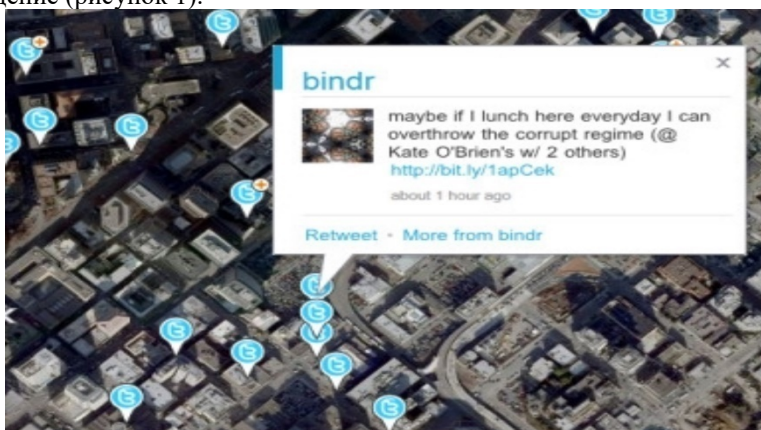 дение (рисунок 1).
bindr
maybe if I lunch here everyday I can
overthrow the corrupt regime (@
Kate O'Brien's w/ 2 others)
http://bit.ly/1apCek
about 1 hour ago
Retweet • More from bindr